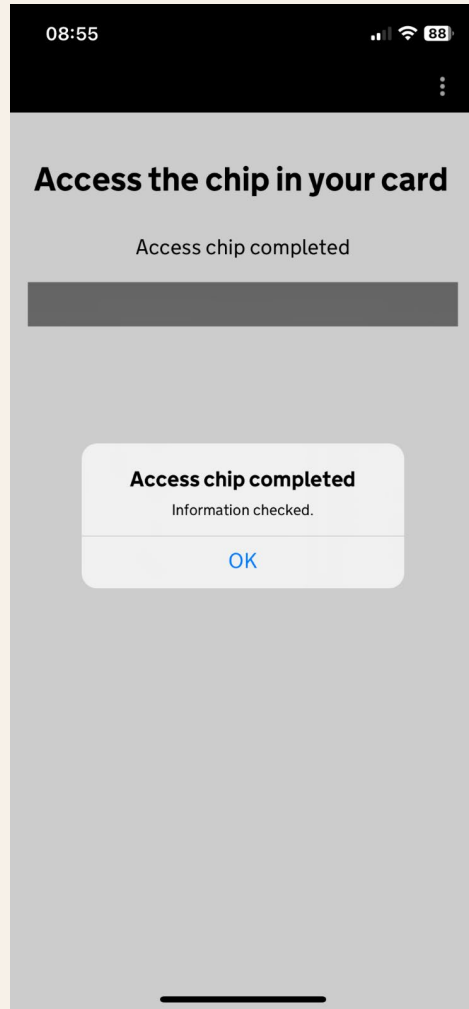 08:55
88
Access the chip in your card
Access chip completed
Access chip completed
Information checked.
OK